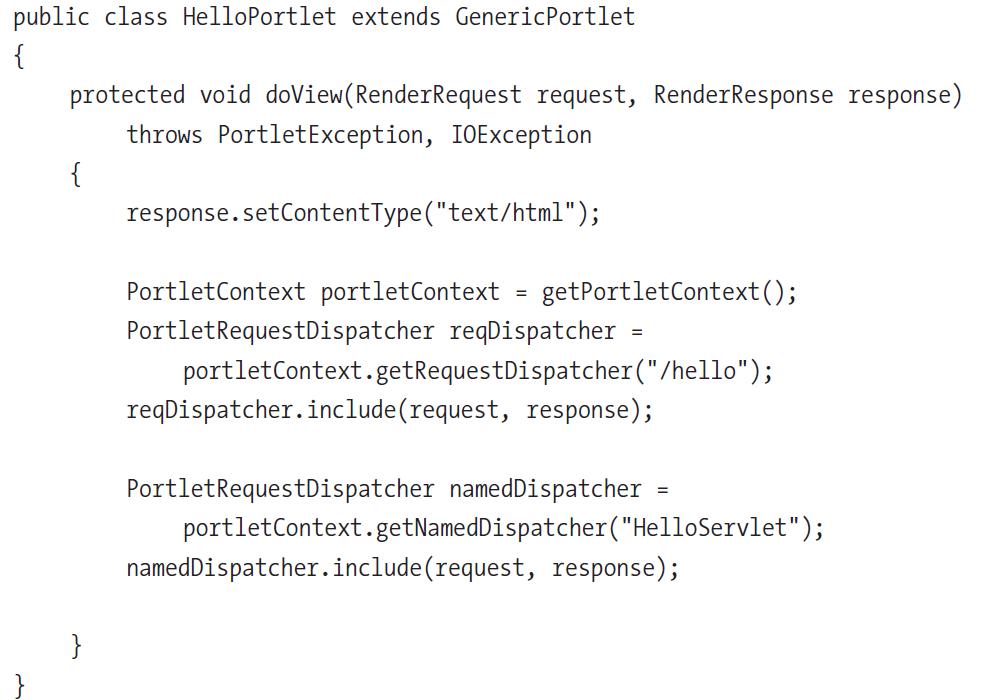 public class HelloPortlet extends GenericPortlet
{
protected void doView(RenderRequest request, RenderResponse response)
throws PortletException, IOException
{
response.setContentType("text/html");
PortletContext portletContext = getPortletContext();
PortletRequestDispatcher reqDispatcher =
portletContext.getRequestDispatcher("/hello");
reqDispatcher.include(request, response);
PortletRequestDispatcher namedDispatcher =
portletContext.getNamedDispatcher("HelloServlet");
namedDispatcher.include(request, response);
}
}